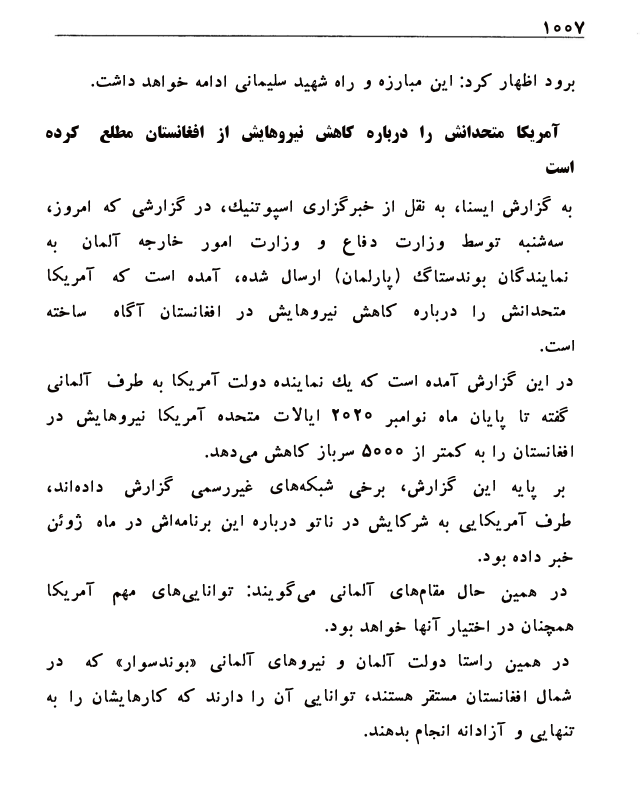 ۱۰۰۷
برود اظهار کرد: این مبارزه و راه شهید سلیمانی ادامه خواهد داشت.
آمریکا متحدانش را درباره کاهش نیروهایش از افغانستان مطلع کرده
است
به گزارش ایسنا، به نقل از خبرگزاری اسپوتنیك، در گزارشی که امروز،
سه‌شنبه توسط وزارت دفاع و وزارت امور خارجه آلمان به
نمایندگان بوندستاگ (پارلمان) ارسال شده، آمده است که آمریکا
متحدانش را درباره کاهش نیروهایش در افغانستان آگاه ساخته
است.
در این گزارش آمده است که یك نماینده دولت آمریکا به طرف آلمانی
گفته تا پایان ماه نوامبر ۲۰۲۰ ایالات متحده آمریکا نیروهایش در
افغانستان را به کمتر از ۵۰۰۰ سرباز کاهش می‌دهد.
بر پایه این گزارش، برخی شبکه‌های غیررسمی گزارش داده‌اند،
طرف آمریکایی به شرکایش در ناتو درباره این برنامه‌اش در ماه ژوئن
خبر داده بود.
در همین حال مقام‌های آلمانی می‌گویند: توانایی‌های مهم آمریکا
همچنان در اختیار آنها خواهد بود.
در همین راستا دولت آلمان و نیروهای آلمانی «بوندسوار» که در
شمال افغانستان مستقر هستند، توانایی آن را دارند که کارهایشان را به
تنهایی و آزادانه انجام بدهند.